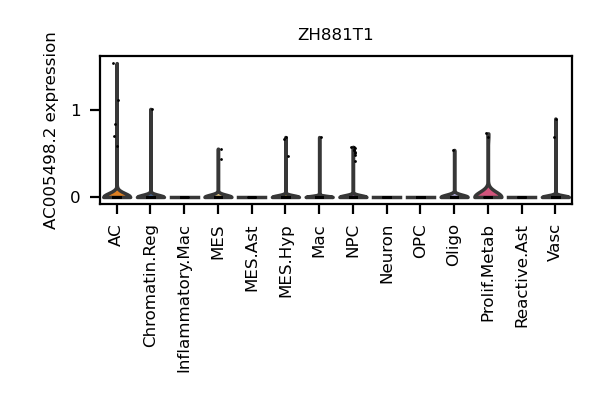 ZH881T1
AC005498.2 expression
1
0
AC
Chromatin.Reg
Inflammatory.Mac
MES
MES.Ast
MES.Hyp
Mac
NPC
Neuron
OPC
Oligo
Prolif.Metab
Reactive.Ast
Vasc